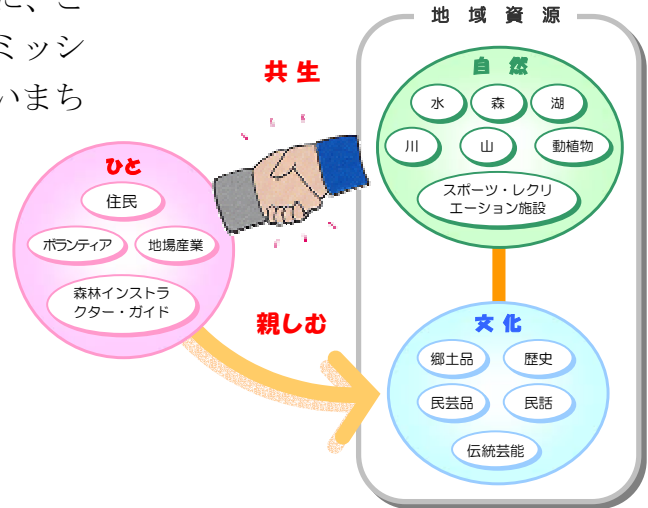 ミッシ
いまち
地域資源
共生
自然
水
森
湖
川
山
動植物
スポーツ・レクリ
エーション施設
ひと
住民
ボランティア
地場産業
森林インストラ
クター・ガイド
親しむ
文化
郷土品
歴史
民芸品
民話
伝統芸能